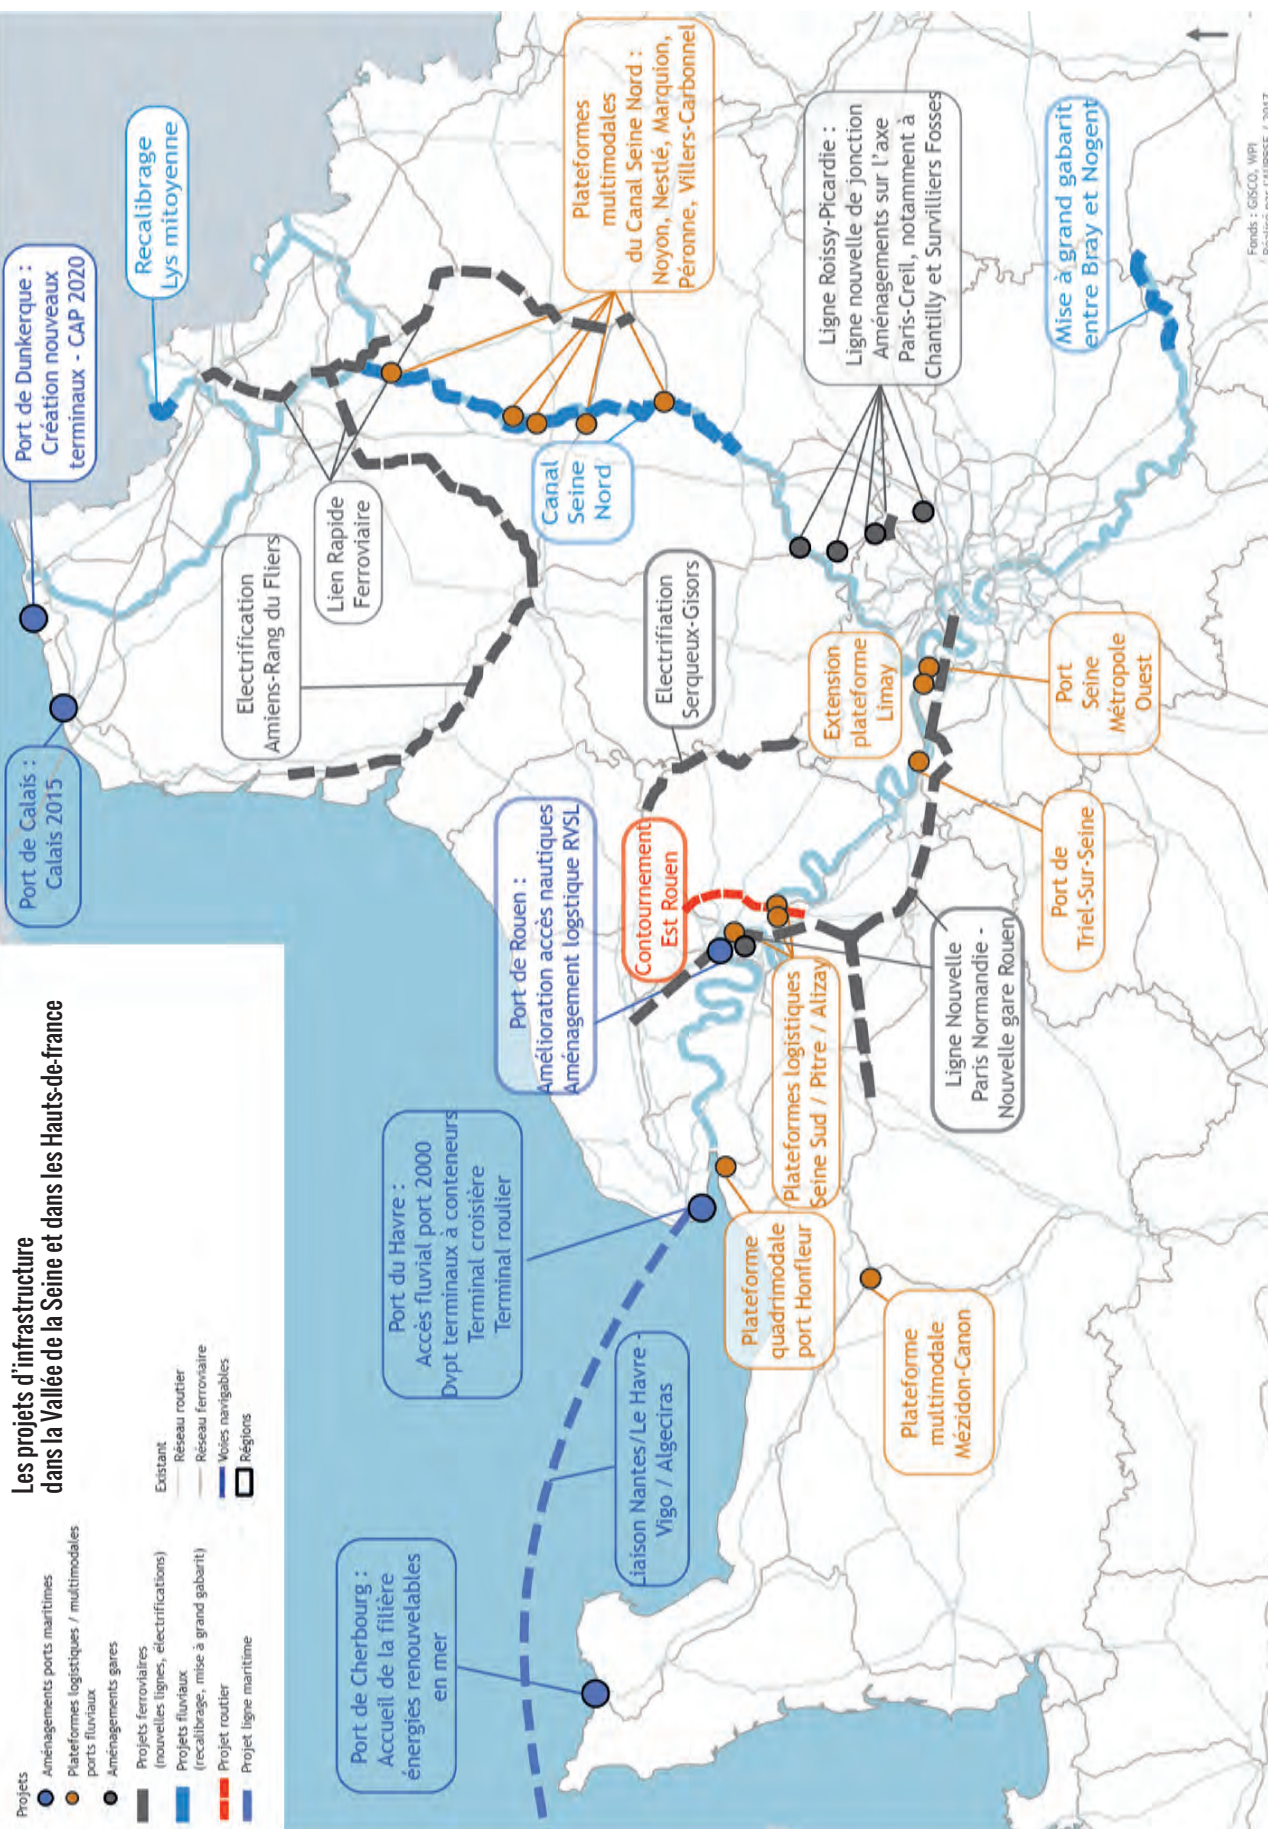 Les projets d'infrastructure
dans la Vallée de la Seine et dans les Hauts-de-france
Projets
Aménagements ports maritimes
Plateformes logistiques / multimodales
ports fluviaux
Aménagements gares
Projets ferroviaires
(nouvelles lignes, électrifications)
Projets fluviaux
(recalibrage, mise à grand gabarit)
Projet routier
Projet ligne maritime
Existant
Réseau routier
Réseau ferroviaire
Voies navigables
Régions
Port de Cherbourg :
Accueil de la filière
énergies renouvelables
en mer
Liaison Nantes/Le Havre -
Vigo / Algeciras
Port du Havre :
Accès fluvial port 2000
Dvpt terminaux à conteneurs
Terminal croisière
Terminal roulier
Plateforme
multimodale
Mézidon-Canon
Plateforme
quadrimodale
port Honfleur
Port de Rouen :
Amélioration accès nautiques
Aménagement logstique RVSL
Contournement
Est Rouen
Plateformes logistiques
Seine Sud / Pitre / Alizay
Ligne Nouvelle
Paris Normandie -
Nouvelle gare Rouen
Port de Calais :
Calais 2015
Port de Dunkerque :
Création nouveaux
terminaux - CAP 2020
Recalibrage
Lys mitoyenne
Electrification
Amiens-Rang du Fliers
Lien Rapide
Ferroviaire
Canal
Seine
Nord
Plateformes
multimodales
du Canal Seine Nord :
Noyon, Nestlé, Marquion,
Péronne, Villers-Carbonnel
Electrifiation
Serqueux-Gisors
Extension
plateforme
Limay
Port de
Triel-Sur-Seine
Port
Seine
Métropole
Ouest
Ligne Roissy-Picardie :
Ligne nouvelle de jonction
Aménagements sur l'axe
Paris-Creil, notamment à
Chantilly et Survilliers Fosses
Mise à grand gabarit
entre Bray et Nogent
Fonds : GISCO, WPI